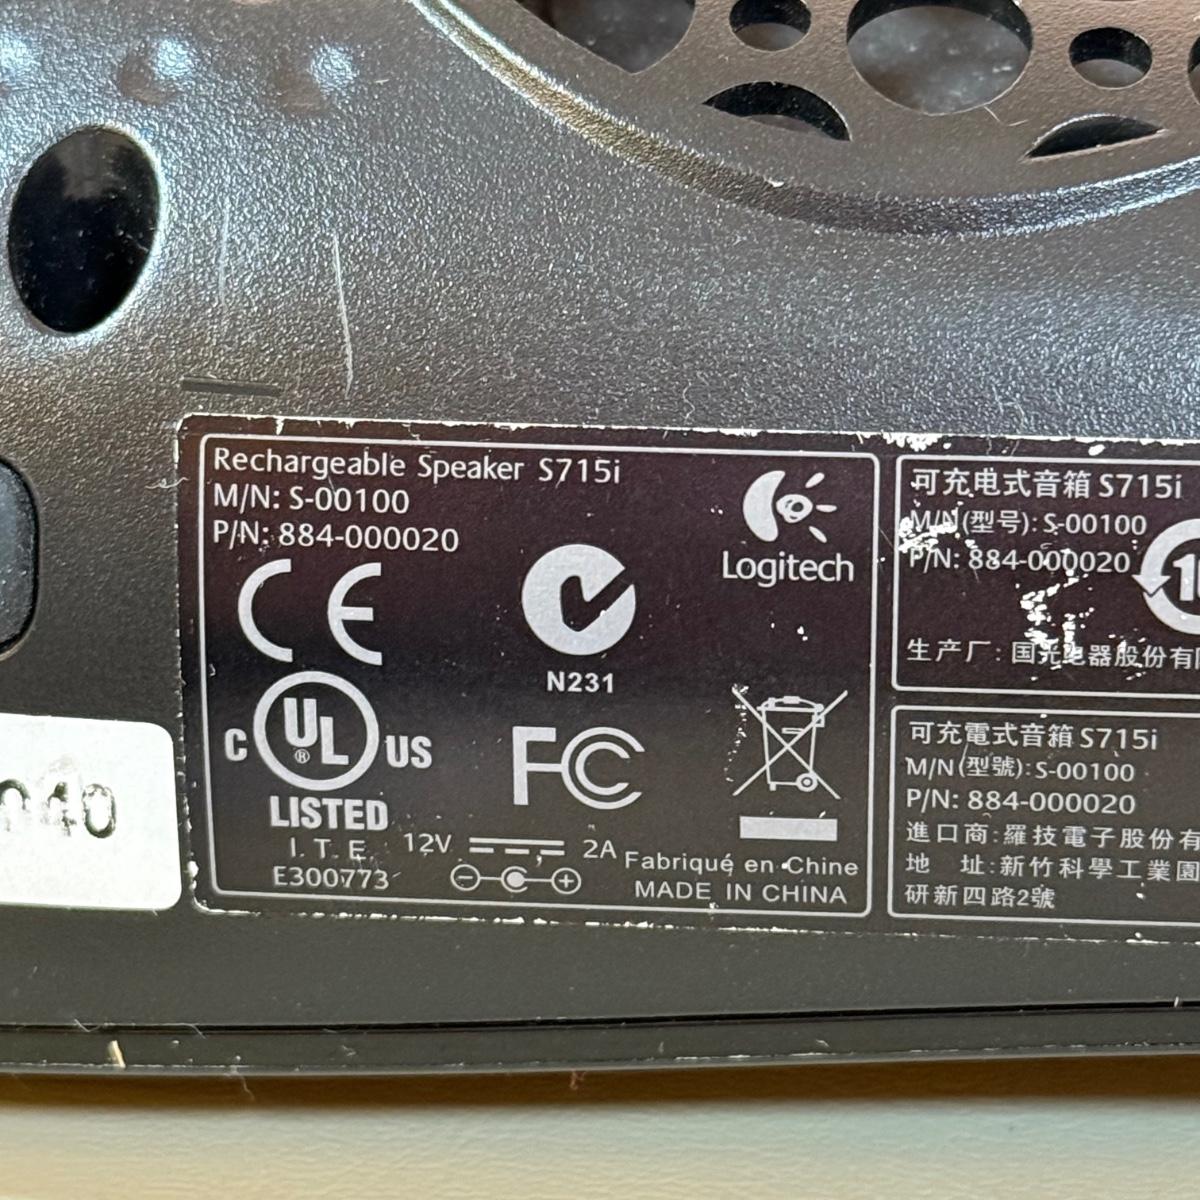 Rechargeable Speaker S715i
M/N: S-00100
P/N: 884-000020
CE
N231
Logitech
C UL ® US
LISTED
I. T. E
E300773
FC
12V 2A
Fabriqué en Chine
MADE IN CHINA
可充电式音箱 S715i
M/N(型号): S-00100
P/N: 884-000020
10
生产厂: 国光电器股份有
可充電式音箱 S715i
M/N(型號): S-00100
P/N: 884-000020
進口商: 羅技電子股份有
地 址: 新竹科學工業園
研新四路2號
040